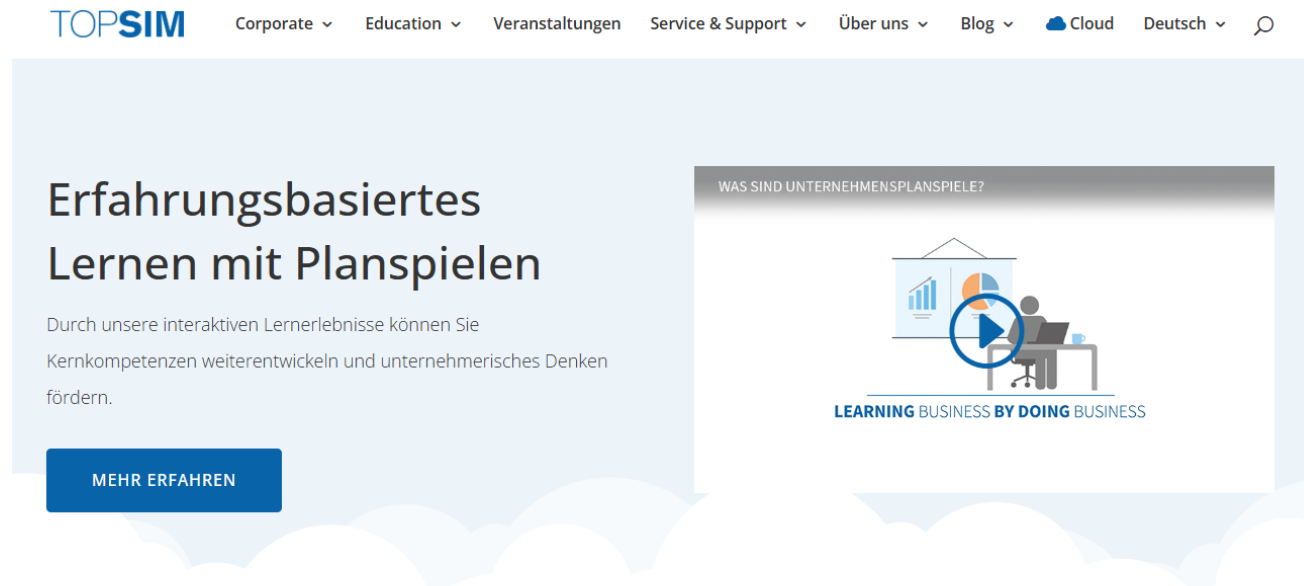 TOPSIM
Corporate
Education
Veranstaltungen
Service & Support
Über uns
Blog
Cloud
Deutsch
Erfahrungsbasiertes
Lernen mit Planspielen
Durch unsere interaktiven Lernerlebnisse können Sie
Kernkompetenzen weiterentwickeln und unternehmerisches Denken
fördern.
MEHR ERFAHREN
WAS SIND UNTERNEHMENSPLANSPIELE?
LEARNING BUSINESS BY DOING BUSINESS